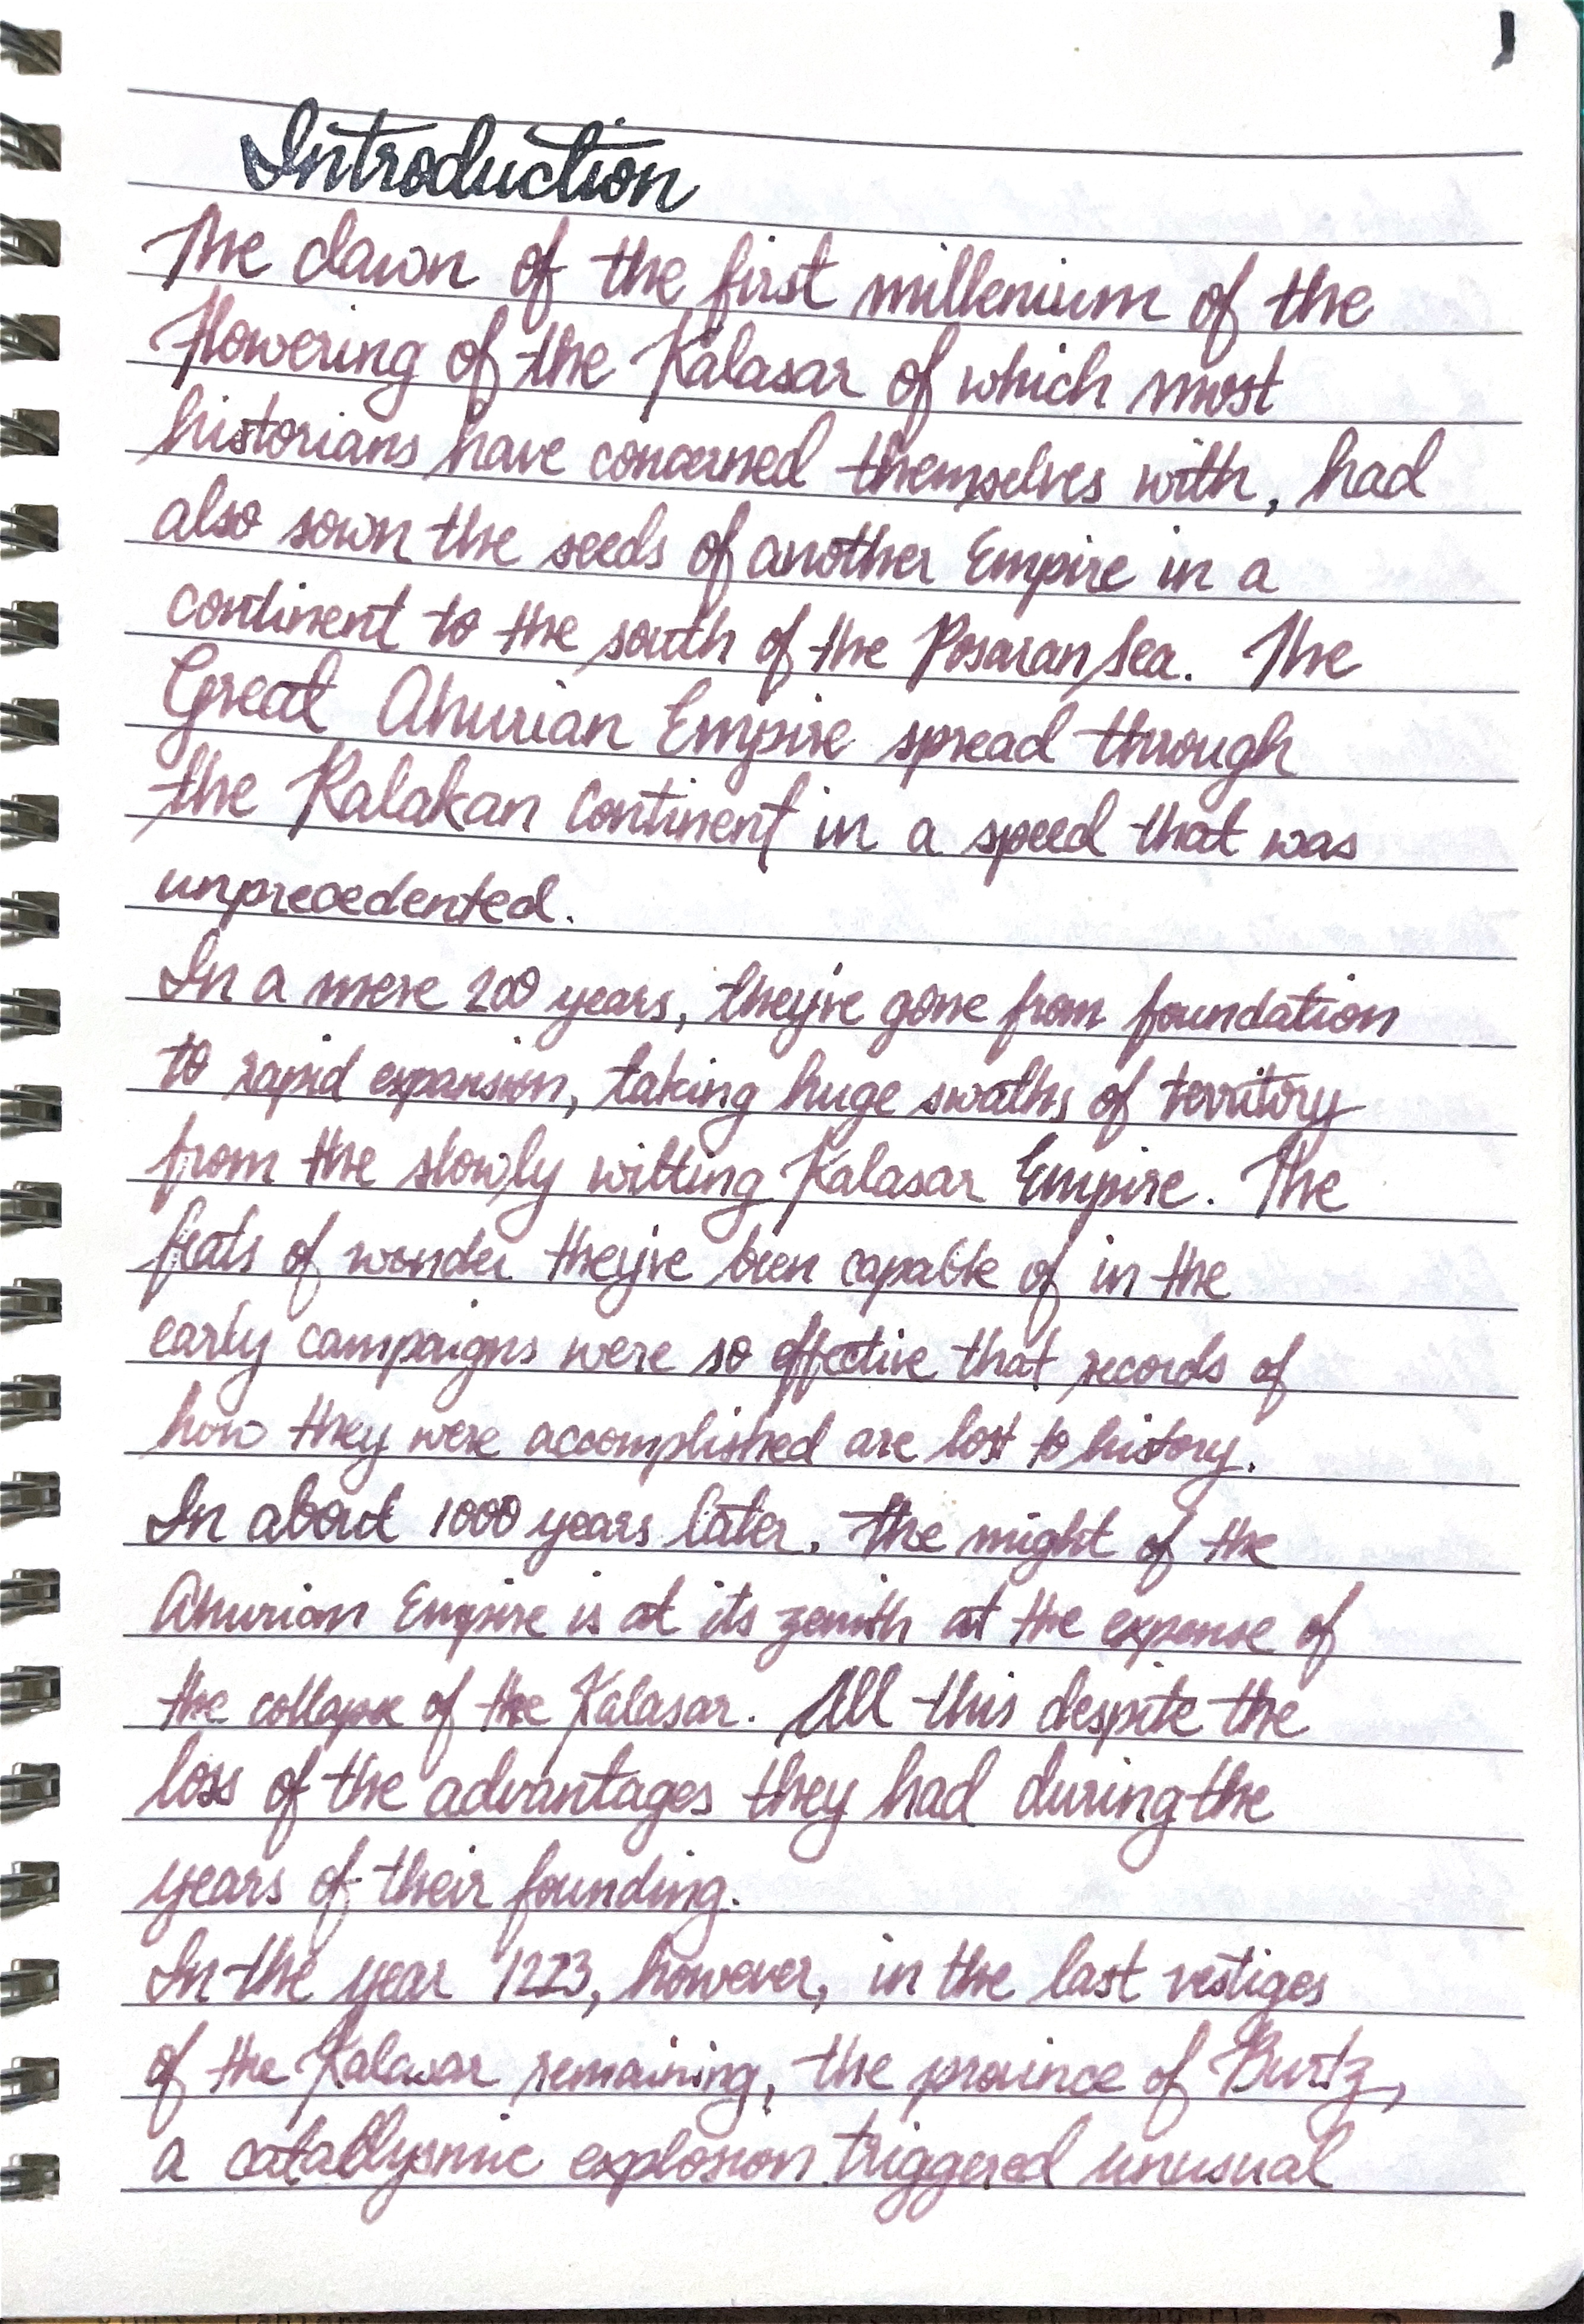 1
Introduction
The dawn of the first millenium of the
flowering of the Kalasar of which most
historians have concerned themselves with, had
also sown the seeds of another Empire in a
continent to the south of the Posaran Sea. The
Great Ahurian Empire spread through
the Ralakan Continent in a speed that was
unprecedented.
In a mere 200 years, they've gone from foundation
to rapid expansion, taking huge swaths of territory
from the slowly wilting Kalasar Empire. The
feats of wonder they've been capable of in the
early campaigns were so effective that records of
how they were accomplished are lost to history.
In about 1000 years later, the might of the
Ahurian Empire is at its zenith at the expense of
the collapse of the Kalasar. All this despite the
loss of the advantages they had during the
years of their founding.
In the year 1223, however, in the last vestiges
of the Kalasar remaining, the province of Burtz,
a cataclysmic explosion triggered unusual